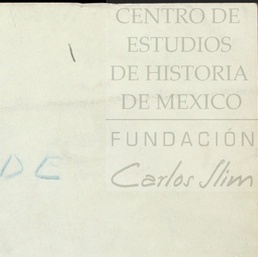 CENTRO DE
ESTUDIOS
DE HISTORIA
DE MEXICO
FUNDACIÓN
Carlos Slim
DE